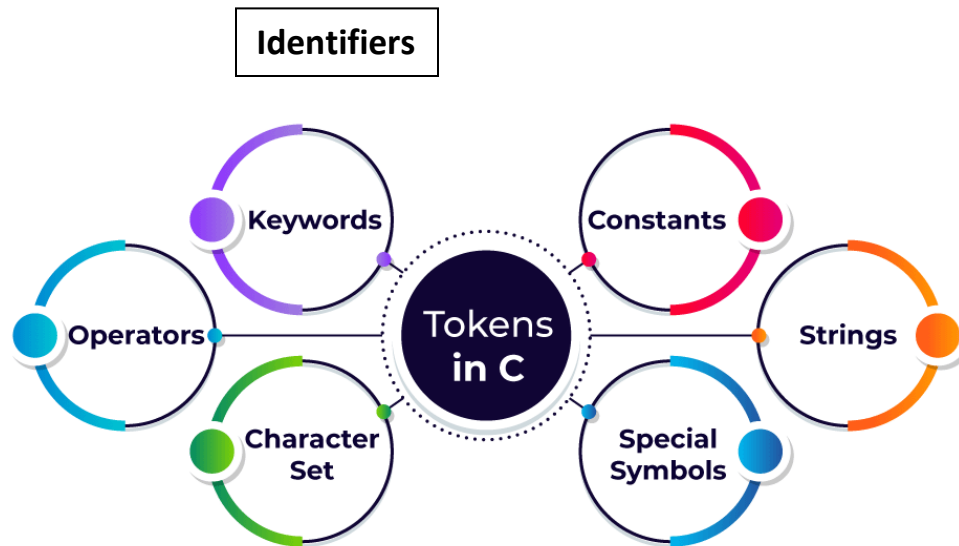 Identifiers
Keywords
Constants
Operators
Tokens
in C
Strings
Character
Set
Special
Symbols